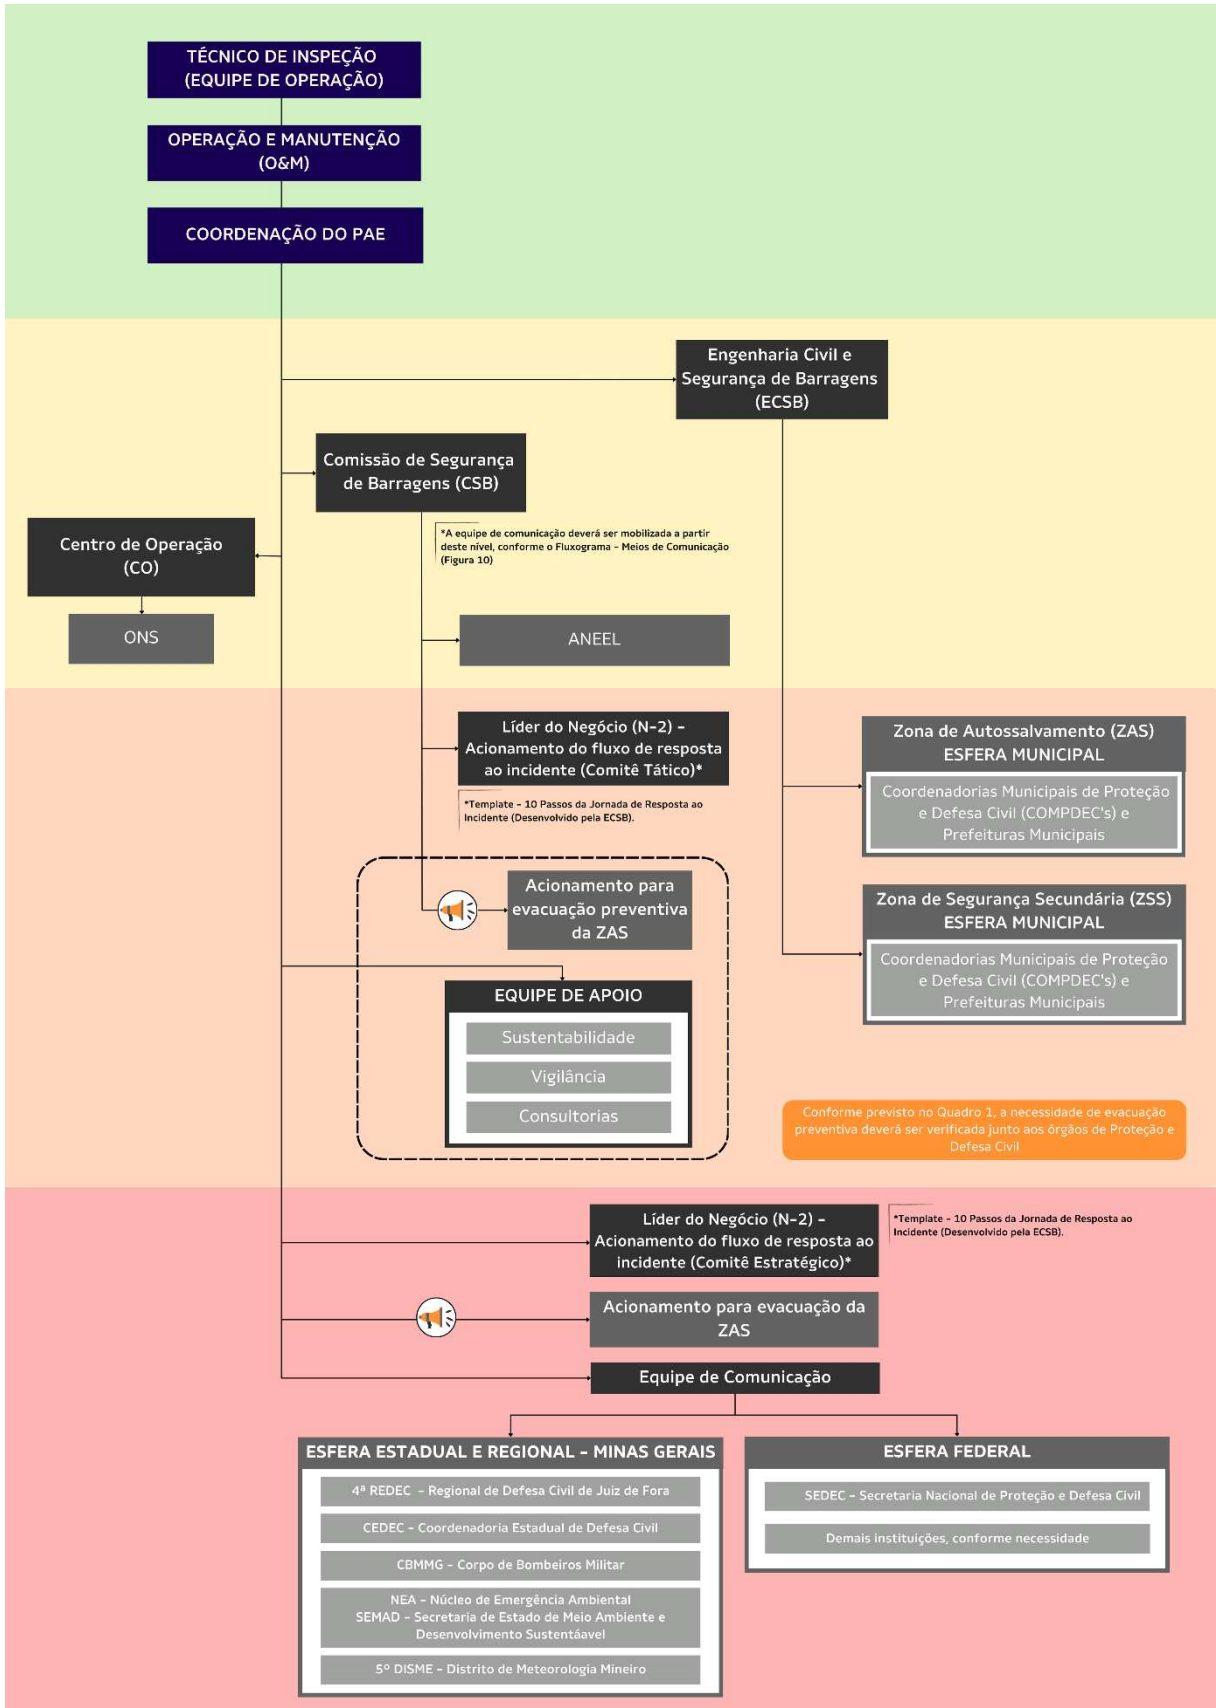 TÉCNICO DE INSPEÇÃO
(EQUIPE DE OPERAÇÃO)
OPERAÇÃO E MANUTENÇÃO
(O&M)
COORDENAÇÃO DO PAE
Engenharia Civil e
Segurança de Barragens
(ECSB)
Comissão de Segurança
de Barragens (CSB)
*A equipe de comunicação deverá ser mobilizada a partir
deste nível, conforme o Fluxograma - Meios de Comunicação
(Figura 10)
Centro de Operação
(CO)
ONS
ANEEL
Líder do Negócio (N-2) -
Acionamento do fluxo de resposta
ao incidente (Comitê Tático)*
*Template - 10 Passos da Jornada de Resposta ao
Incidente (Desenvolvido pela ECSB).
Zona de Autossalvamento (ZAS)
ESFERA MUNICIPAL
Coordenadorias Municipais de Proteção
e Defesa Civil (COMPDEC's) e
Prefeituras Municipais
Acionamento para
evacuação preventiva
da ZAS
Zona de Segurança Secundária (ZSS)
ESFERA MUNICIPAL
Coordenadorias Municipais de Proteção
e Defesa Civil (COMPDEC's) e
Prefeituras Municipais
EQUIPE DE APOIO
Sustentabilidade
Vigilância
Consultorias
Conforme previsto no Quadro 1, a necessidade de evacuação
preventiva deverá ser verificada junto aos órgãos de Proteção e
Defesa Civil
Líder do Negócio (N-2) -
Acionamento do fluxo de resposta ao
incidente (Comitê Estratégico)*
*Template - 10 Passos da Jornada de Resposta ao
Incidente (Desenvolvido pela ECSB).
Acionamento para evacuação da
ZAS
Equipe de Comunicação
ESFERA ESTADUAL E REGIONAL - MINAS GERAIS
4ª REDEC - Regional de Defesa Civil de Juiz de Fora
CEDEC - Coordenadoria Estadual de Defesa Civil
CBMMG - Corpo de Bombeiros Militar
NEA - Núcleo de Emergência Ambiental
SEMAD - Secretaria de Estado de Meio Ambiente e
Desenvolvimento Sustentáavel
5º DISME - Distrito de Meteorologia Mineiro
ESFERA FEDERAL
SEDEC - Secretaria Nacional de Proteção e Defesa Civil
Demais instituições, conforme necessidade